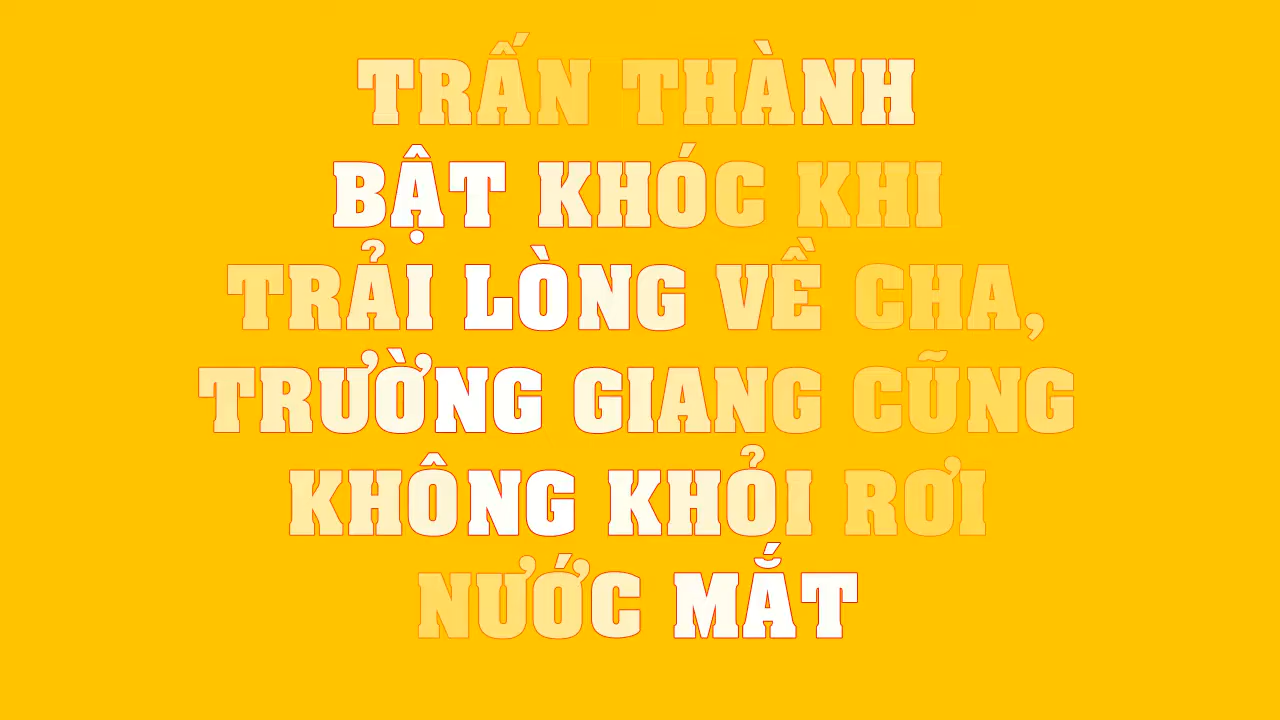 TRẤN THÀNH
BẬT KHÓC KHI
TRẢI LÒNG VỀ CHA,
TRƯỜNG GIANG CŨNG
KHÔNG KHỎI RƠI
NƯỚC MẮT